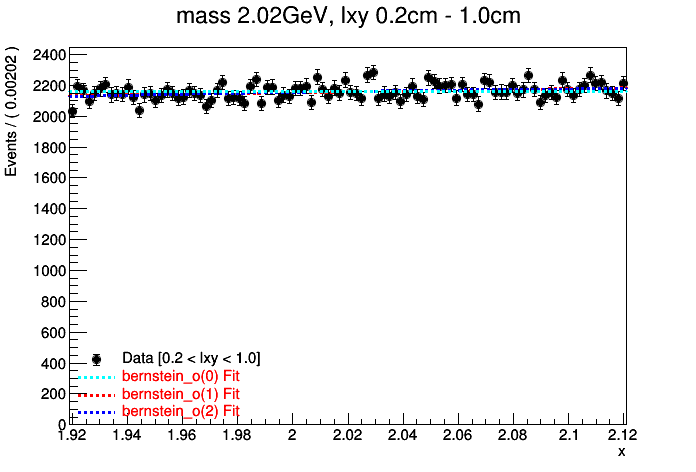 mass 2.02GeV, lxy 0.2cm - 1.0cm
Events / ( 0.00202 )
2400
2200
2000
1800
1600
1400
1200
1000
800
600
400
200
0
Data [0.2 < lxy < 1.0]
bernstein_o(0) Fit
bernstein_o(1) Fit
bernstein_o(2) Fit
1.92 1.94 1.96 1.98 2 2.02 2.04 2.06 2.08 2.1 2.12
x